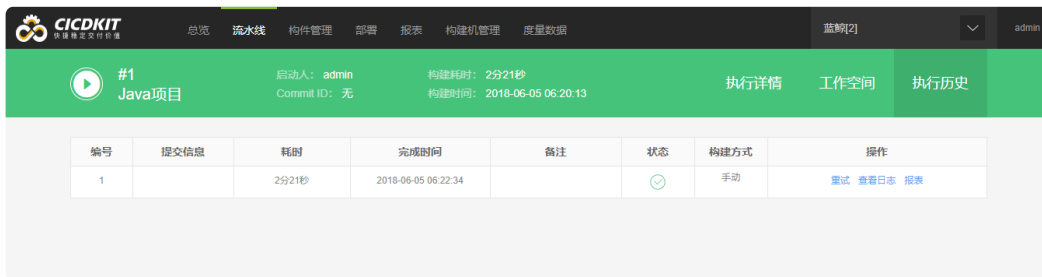 CICDKIT
快捷稳定交付价值
总览 流水线 构件管理 部署 报表 构建机管理 度量数据 蓝鲸[2] admin
#1 启动人： admin 构建耗时： 2分21秒
Java项目 Commit ID： 无 构建时间： 2018-06-05 06:20:13
执行详情 工作空间 执行历史
编号 提交信息 耗时 完成时间 备注 状态 构建方式 操作
1 2分21秒 2018-06-05 06:22:34 手动 重试 查看日志 报表